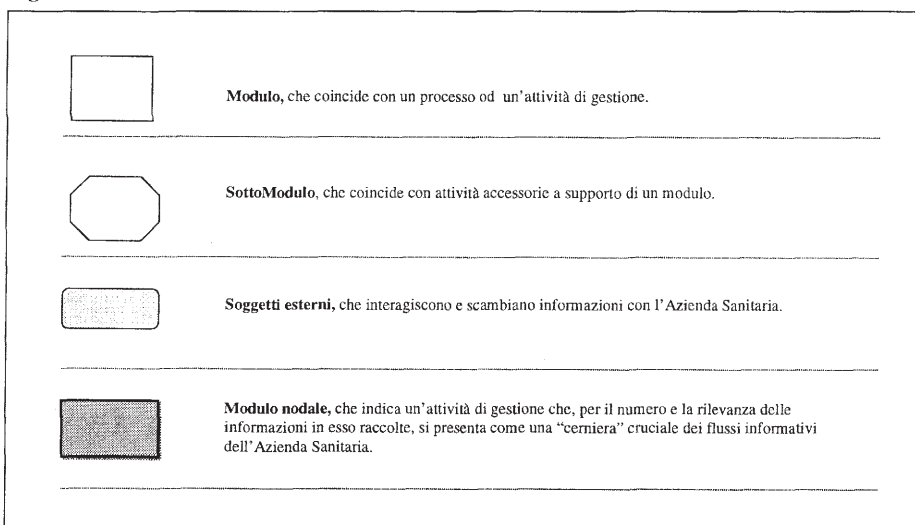 Modulo, che coincide con un processo od un'attività di gestione.
SottoModulo, che coincide con attività accessorie a supporto di un modulo.
Soggetti esterni, che interagiscono e scambiano informazioni con l'Azienda Sanitaria.
Modulo nodale, che indica un'attività di gestione che, per il numero e la rilevanza delle
informazioni in esso raccolte, si presenta come una "cerniera" cruciale dei flussi informativi
dell'Azienda Sanitaria.